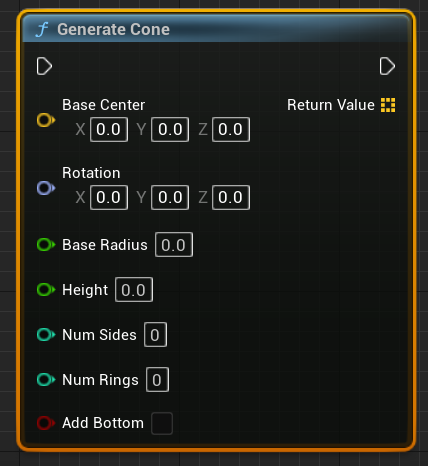 f Generate Cone
Base Center Return Value
X 0.0 Y 0.0 Z 0.0
Rotation
X 0.0 Y 0.0 Z 0.0
Base Radius 0.0
Height 0.0
Num Sides 0
Num Rings 0
Add Bottom